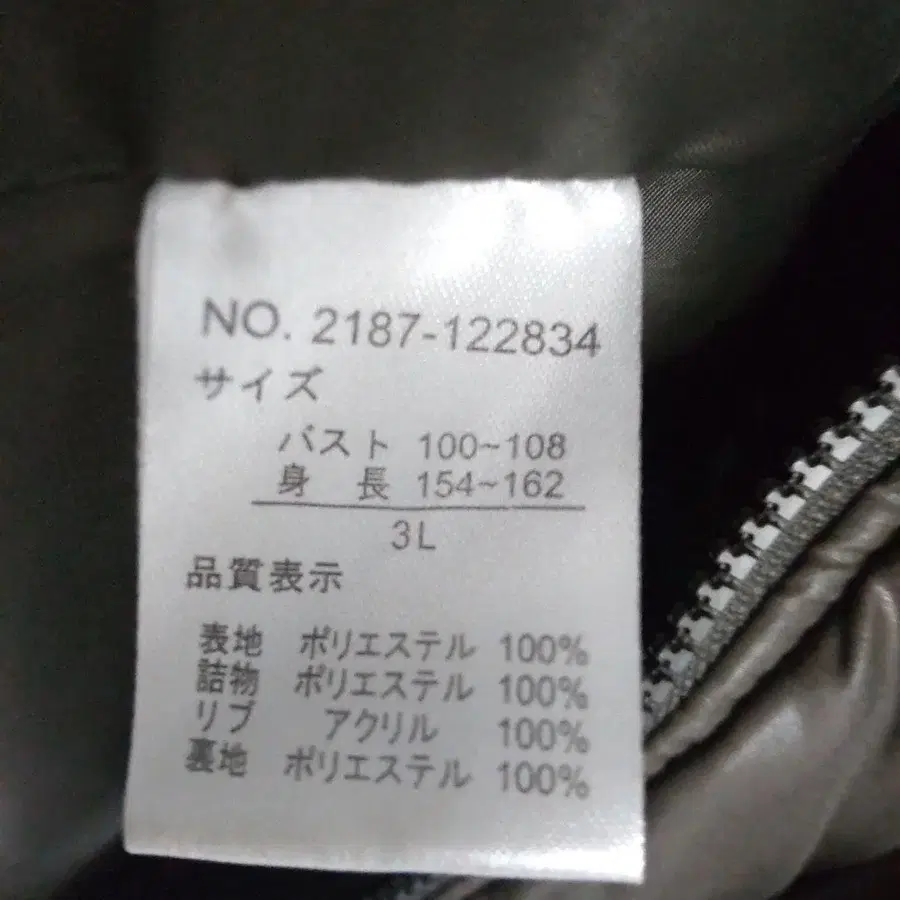 NO. 2187-122834
サイズ
バスト 100~108
身 長 154~162
3L
品質表示
表地 ポリエステル 100%
詰物 ポリエステル 100%
リブ アクリル 100%
裏地 ポリエステル 100%